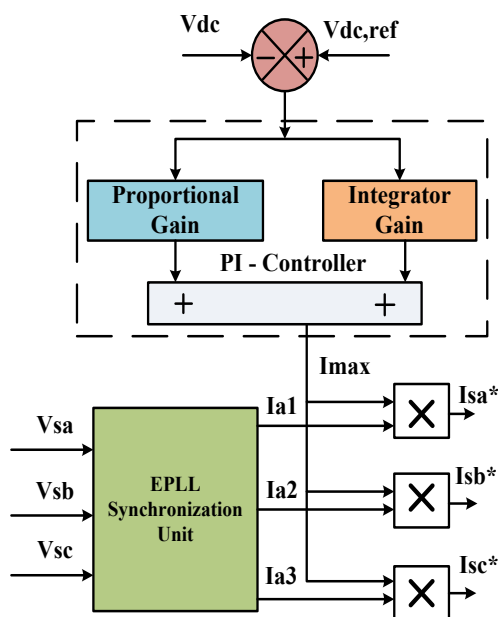 Vdc
Vdc,ref
− +
Proportional
Gain
Integrator
Gain
PI - Controller
+ +
Imax
Vsa
Vsb
Vsc
EPLL
Synchronization
Unit
Ia1
Ia2
Ia3
×
×
×
Isa*
Isb*
Isc*